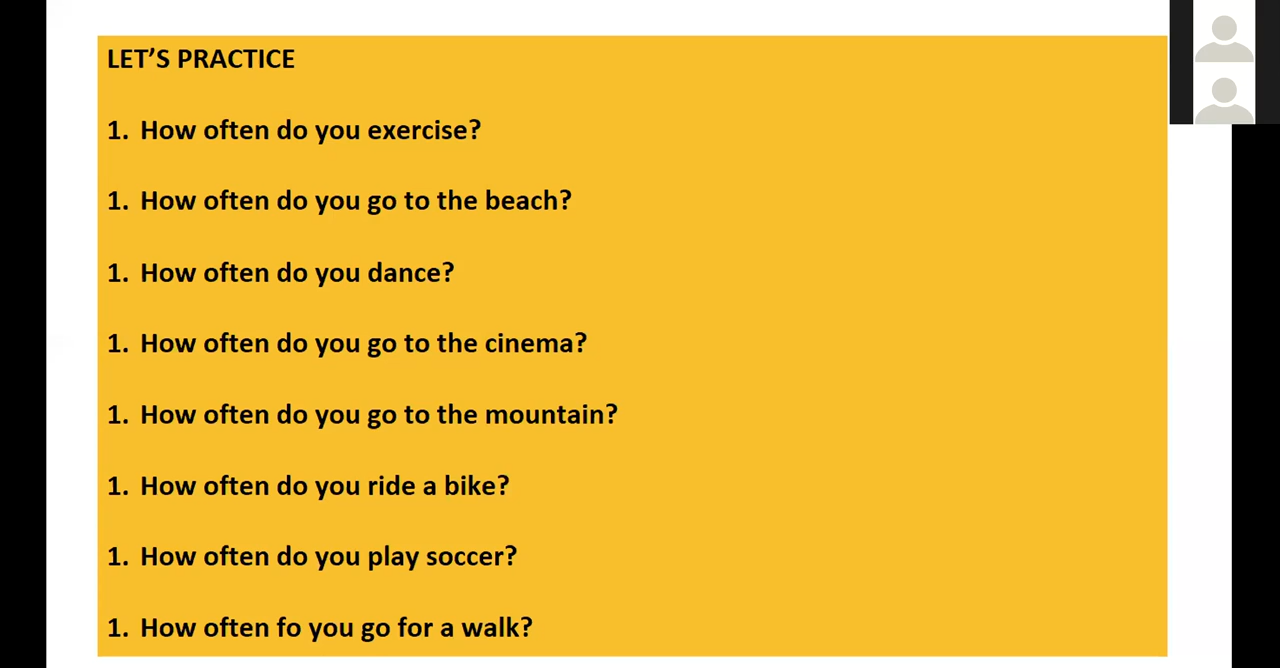 LET’S PRACTICE
1. How often do you exercise?
1. How often do you go to the beach?
1. How often do you dance?
1. How often do you go to the cinema?
1. How often do you go to the mountain?
1. How often do you ride a bike?
1. How often do you play soccer?
1. How often fo you go for a walk?